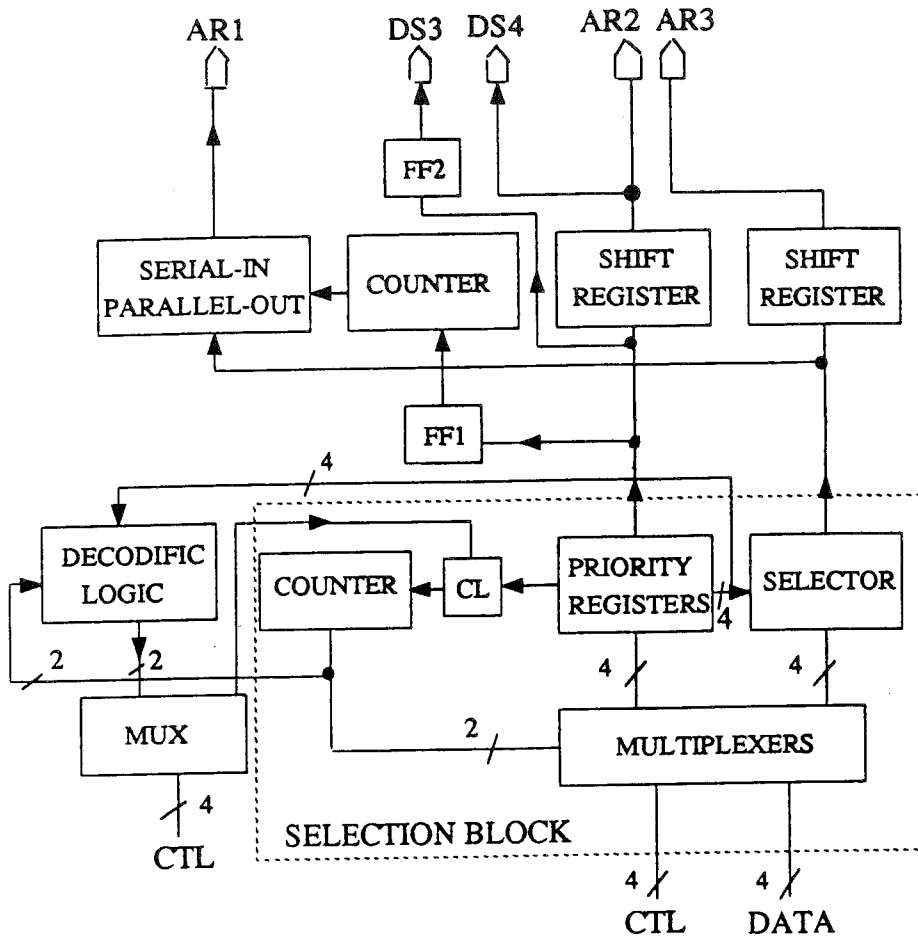 AR1
DS3
DS4
AR2
AR3
FF2
SERIAL-IN
PARALLEL-OUT
COUNTER
SHIFT
REGISTER
SHIFT
REGISTER
FF1
4
DECODIFIC
LOGIC
COUNTER
CL
PRIORITY
REGISTERS
4
SELECTOR
2
2
4
4
MUX
2
MULTIPLEXERS
4
CTL
SELECTION BLOCK
4
4
CTL
DATA